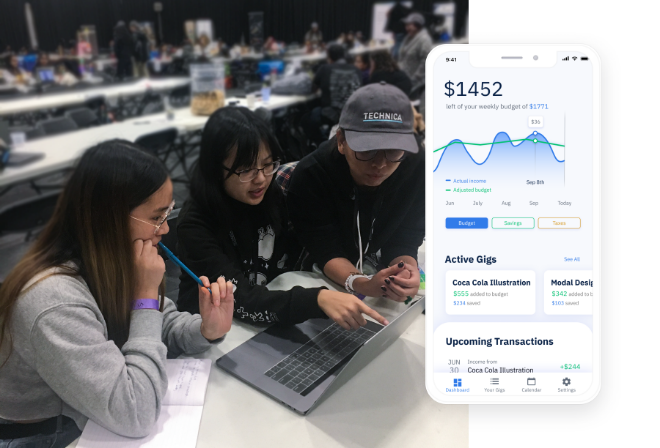 TECHNICA
9:41
$1452
left of your weekly budget of $1771
$36
Actual income
Adjusted budget
Sep 8th
Jun July Aug Sep Today
Budget Savings Taxes
Active Gigs See All
Coca Cola Illustration Modal Desig
$555 added to budget $342 added to b
$234 saved $103 saved
Upcoming Transactions
JUN Income from +$244
30 Coca Cola Illustration
Dashboard Your Gigs Calendar Settings